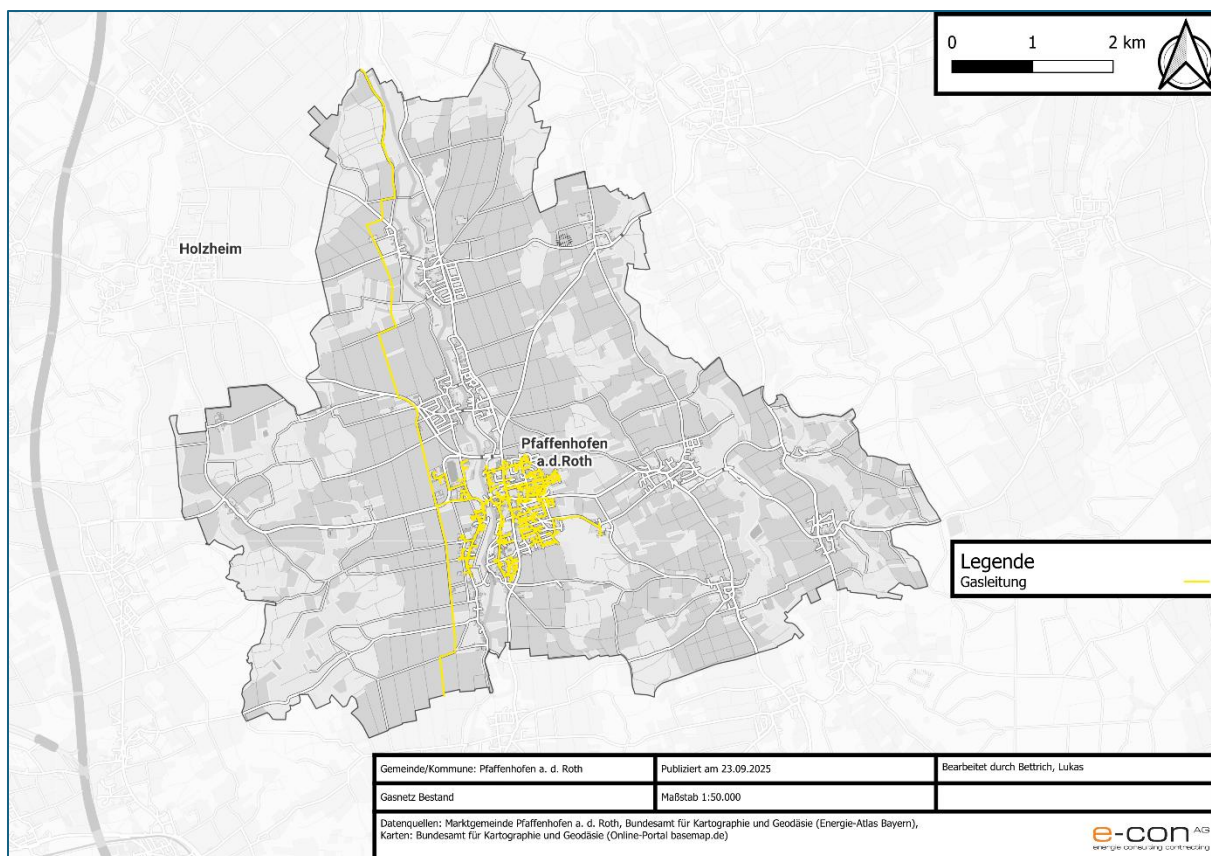 0 1 2 km
Holzheim
Pfaffenhofen
a.d.Roth
Legende
Gasleitung
Gemeinde/Kommune: Pfaffenhofen a. d. Roth
Publiziert am 23.09.2025
Bearbeitet durch Bettrich, Lukas
Gasnetz Bestand
Maßstab 1:50.000
Datenquellen: Marktgemeinde Pfaffenhofen a. d. Roth, Bundesamt für Kartographie und Geodäsie (Energie-Atlas Bayern),
Karten: Bundesamt für Kartographie und Geodäsie (Online-Portal basemap.de)
e-con AG
energie consulting contracting